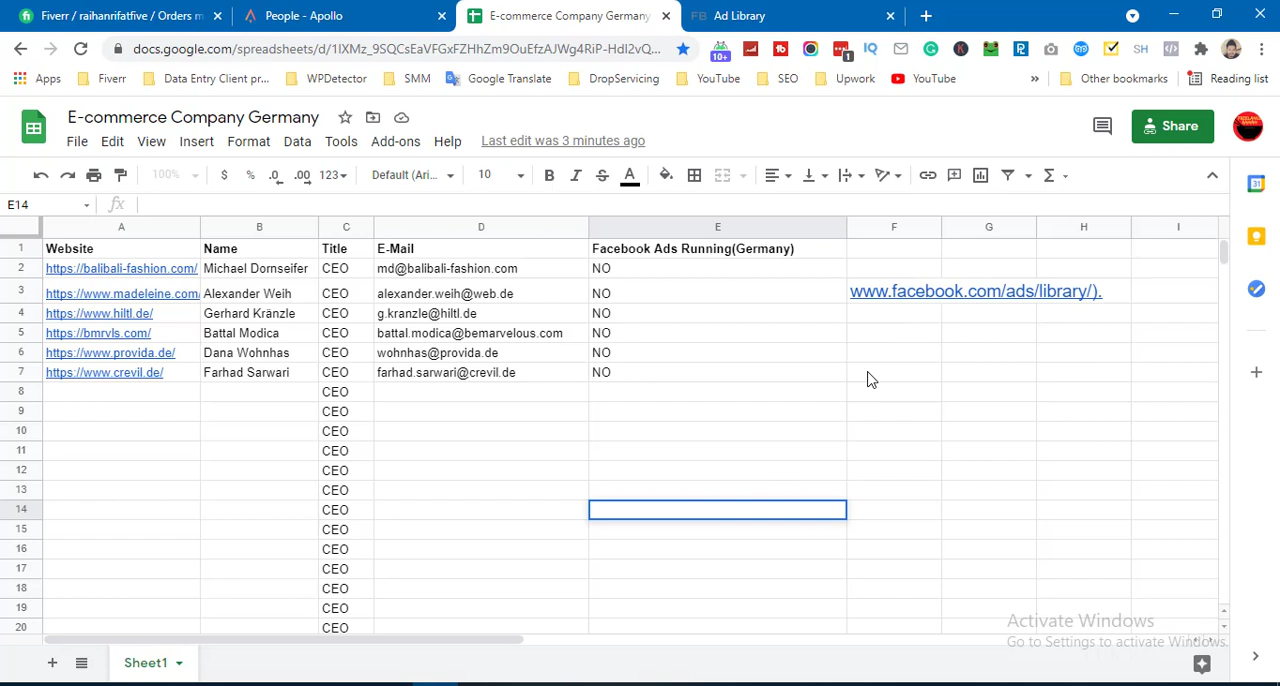 Fiverr / raihanrifatfive / Orders m
People - Apollo
E-commerce Company Germany
FB Ad Library
docs.google.com/spreadsheets/d/1IXMz_9SQCsEaVFGxFZHhZm9OuEfzAJWg4RiP-HdI2vQ...
10+
1
IQ
SH
Apps Fiverr Data Entry Client pr... WPDetector SMM Google Translate DropServicing YouTube SEO Upwork YouTube » Other bookmarks Reading list
E-commerce Company Germany
File Edit View Insert Format Data Tools Add-ons Help Last edit was 3 minutes ago
Share
100% $ % .0 .00 123 Default (Ari... 10 B I S A
E14 fx
A B C D E F G H I
1 Website Name Title E-Mail Facebook Ads Running(Germany)
2 https://balibali-fashion.com/ Michael Dornseifer CEO md@balibali-fashion.com NO
3 https://www.madeleine.com/ Alexander Weih CEO alexander.weih@web.de NO www.facebook.com/ads/library/).
4 https://www.hiltl.de/ Gerhard Kränzle CEO g.kranzle@hiltl.de NO
5 https://bmrvls.com/ Battal Modica CEO battal.modica@bemarvelous.com NO
6 https://www.provida.de/ Dana Wohnhas CEO wohnhas@provida.de NO
7 https://www.crevil.de/ Farhad Sarwari CEO farhad.sarwari@crevil.de NO
8 CEO
9 CEO
10 CEO
11 CEO
12 CEO
13 CEO
14 CEO
15 CEO
16 CEO
17 CEO
18 CEO
19 CEO
20 CEO
Activate Windows
Go to Settings to activate Windows.
Sheet1